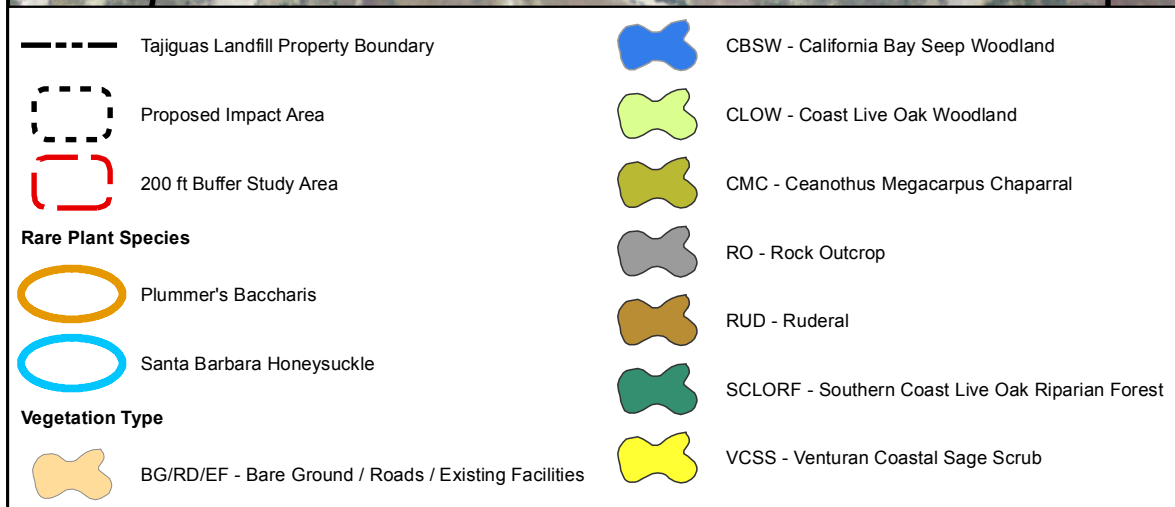 Tajiguas Landfill Property Boundary
Proposed Impact Area
200 ft Buffer Study Area
Rare Plant Species
Plummer's Baccharis
Santa Barbara Honeysuckle
Vegetation Type
BG/RD/EF - Bare Ground / Roads / Existing Facilities
CBSW - California Bay Seep Woodland
CLOW - Coast Live Oak Woodland
CMC - Ceanothus Megacarpus Chaparral
RO - Rock Outcrop
RUD - Ruderal
SCLORF - Southern Coast Live Oak Riparian Forest
VCSS - Venturan Coastal Sage Scrub